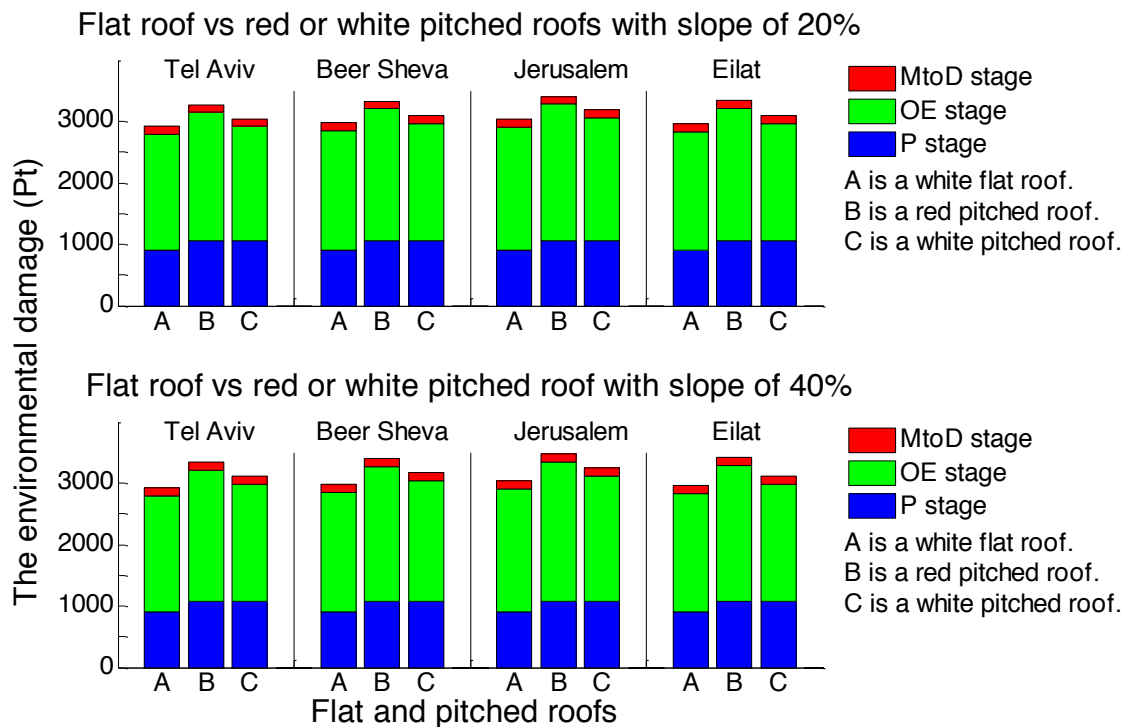 Flat roof vs red or white pitched roofs with slope of 20%
Tel Aviv Beer Sheva Jerusalem Eilat
3000
2000
1000
0
A B C A B C A B C A B C
MtoD stage
OE stage
P stage
A is a white flat roof.
B is a red pitched roof.
C is a white pitched roof.
The environmental damage (Pt)
Flat roof vs red or white pitched roof with slope of 40%
Tel Aviv Beer Sheva Jerusalem Eilat
3000
2000
1000
0
A B C A B C A B C A B C
MtoD stage
OE stage
P stage
A is a white flat roof.
B is a red pitched roof.
C is a white pitched roof.
Flat and pitched roofs